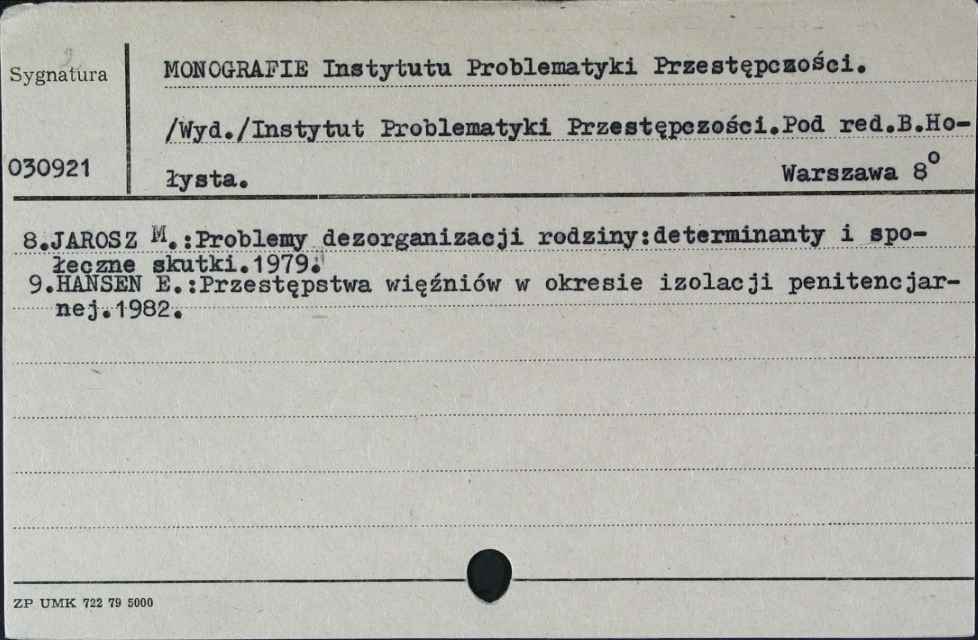 Sygnatura
MONOGRAFIE Instytutu Problematyki Przestępczości.
/Wyd./Instytut Problematyki Przestępczości.Pod red.B.Ho-
030921
łysta.
Warszawa 8°
8.JAROSZ M.:Problemy dezorganizacji rodziny:determinanty i spo-
łeczne skutki.1979.
9.HANSEN E.:Przestępstwa więźniów w okresie izolacji penitencjar-
nej.1982.
ZP UMK 722 79 5000